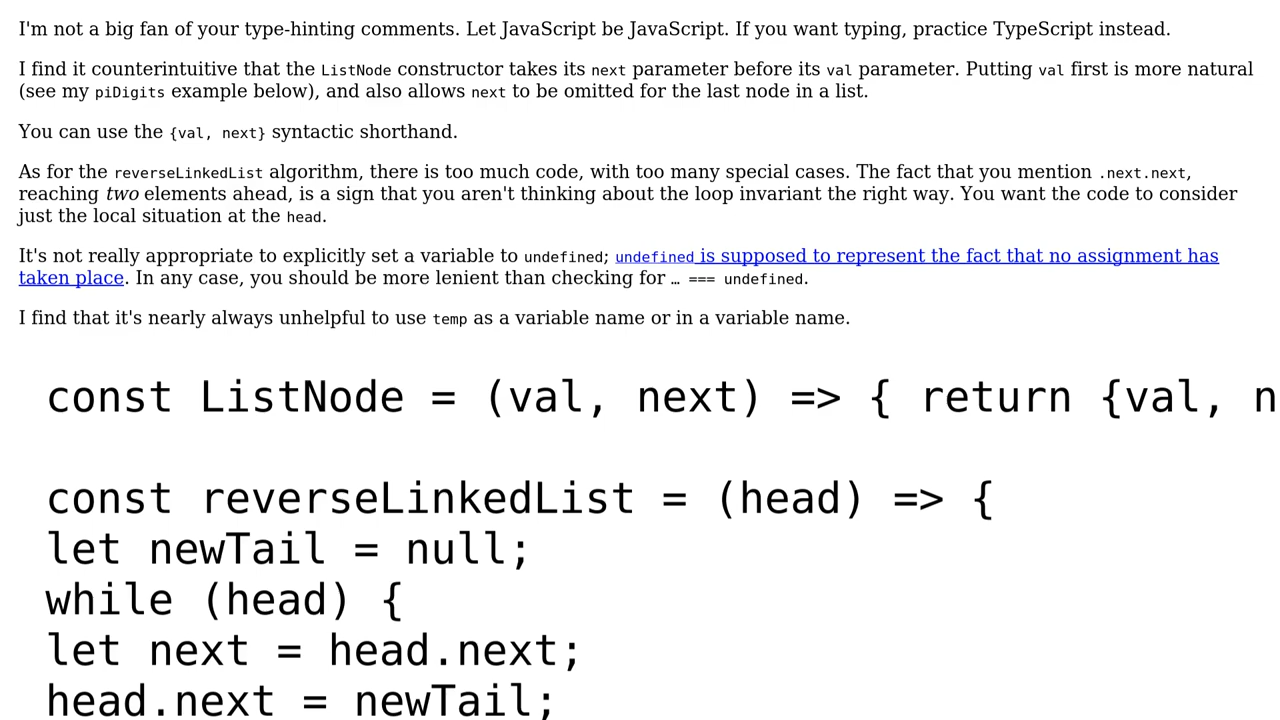 I'm not a big fan of your type-hinting comments. Let JavaScript be JavaScript. If you want typing, practice TypeScript instead.
I find it counterintuitive that the ListNode constructor takes its next parameter before its val parameter. Putting val first is more natural
(see my piDigits example below), and also allows next to be omitted for the last node in a list.
You can use the {val, next} syntactic shorthand.
As for the reverseLinkedList algorithm, there is too much code, with too many special cases. The fact that you mention .next.next,
reaching two elements ahead, is a sign that you aren't thinking about the loop invariant the right way. You want the code to consider
just the local situation at the head.
It's not really appropriate to explicitly set a variable to undefined; undefined is supposed to represent the fact that no assignment has
taken place. In any case, you should be more lenient than checking for … === undefined.
I find that it's nearly always unhelpful to use temp as a variable name or in a variable name.
const ListNode = (val, next) => { return {val, n
const reverseLinkedList = (head) => {
let newTail = null;
while (head) {
let next = head.next;
head.next = newTail;